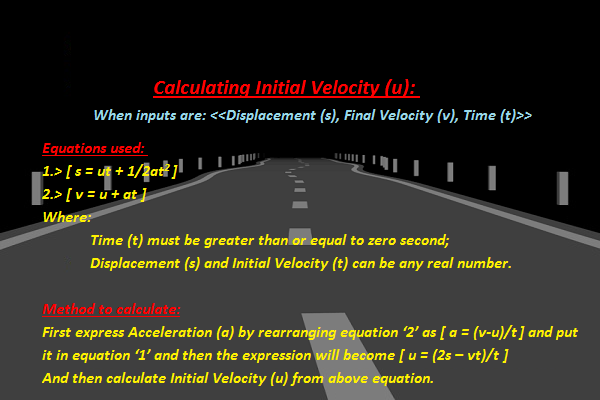 Calculating Initial Velocity (u):
When inputs are: <<Displacement (s), Final Velocity (v), Time (t)>>
Equations used:
1.> [ s = ut + 1/2at² ]
2.> [ v = u + at ]
Where:
Time (t) must be greater than or equal to zero second;
Displacement (s) and Initial Velocity (t) can be any real number.
Method to calculate:
First express Acceleration (a) by rearranging equation ‘2’ as [ a = (v-u)/t ] and put
it in equation ‘1’ and then the expression will become [ u = (2s – vt)/t ]
And then calculate Initial Velocity (u) from above equation.